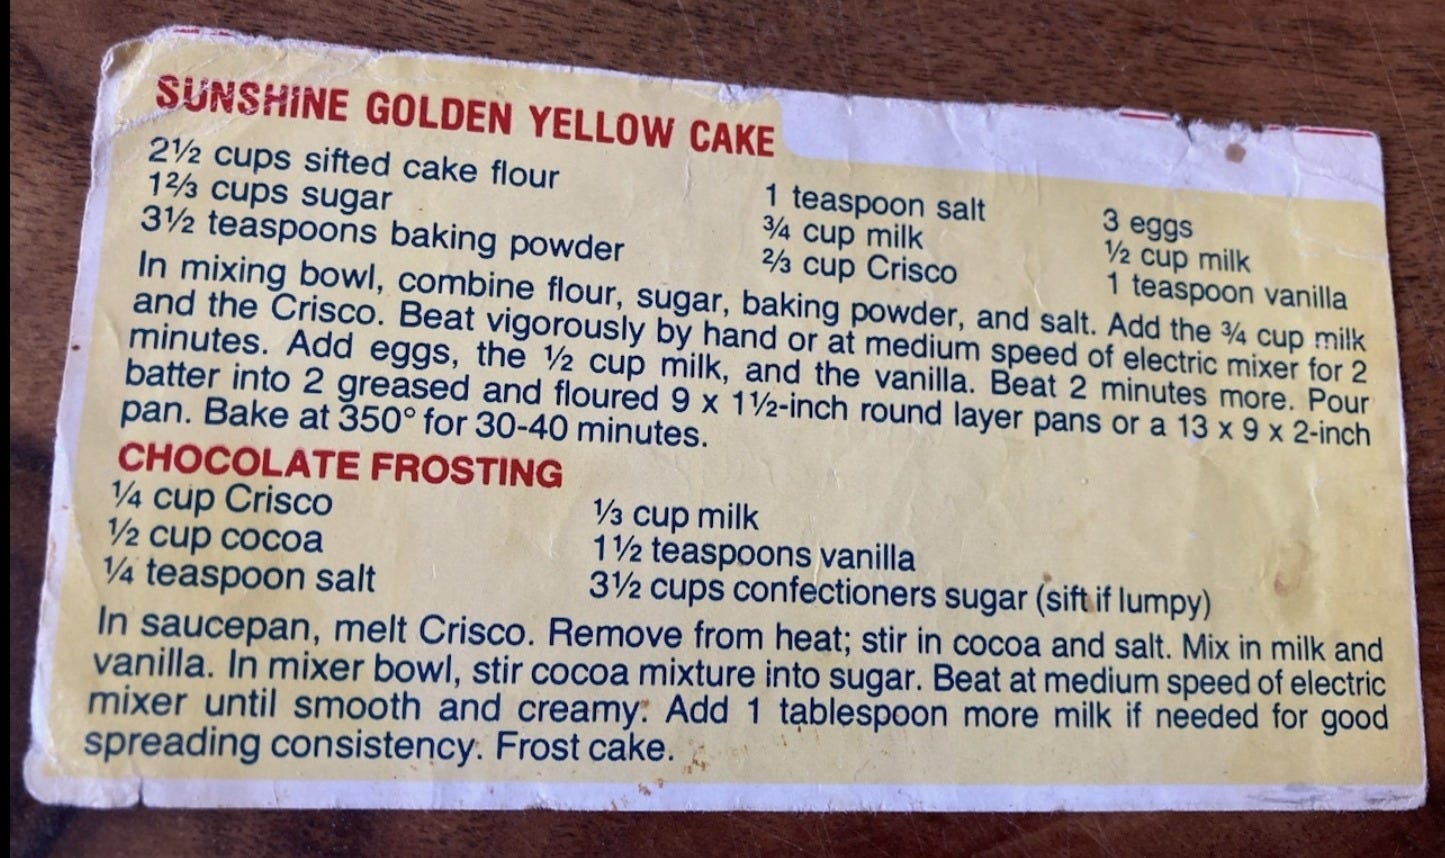 SUNSHINE GOLDEN YELLOW CAKE
2½ cups sifted cake flour
1⅔ cups sugar
3½ teaspoons baking powder
1 teaspoon salt
¾ cup milk
⅔ cup Crisco
3 eggs
½ cup milk
1 teaspoon vanilla
In mixing bowl, combine flour, sugar, baking powder, and salt. Add the ¾ cup milk
and the Crisco. Beat vigorously by hand or at medium speed of electric mixer for 2
minutes. Add eggs, the ½ cup milk, and the vanilla. Beat 2 minutes more. Pour
batter into 2 greased and floured 9 x 1½-inch round layer pans or a 13 x 9 x 2-inch
pan. Bake at 350° for 30-40 minutes.
CHOCOLATE FROSTING
¼ cup Crisco
½ cup cocoa
¼ teaspoon salt
⅓ cup milk
1½ teaspoons vanilla
3½ cups confectioners sugar (sift if lumpy)
In saucepan, melt Crisco. Remove from heat; stir in cocoa and salt. Mix in milk and
vanilla. In mixer bowl, stir cocoa mixture into sugar. Beat at medium speed of electric
mixer until smooth and creamy. Add 1 tablespoon more milk if needed for good
spreading consistency. Frost cake.